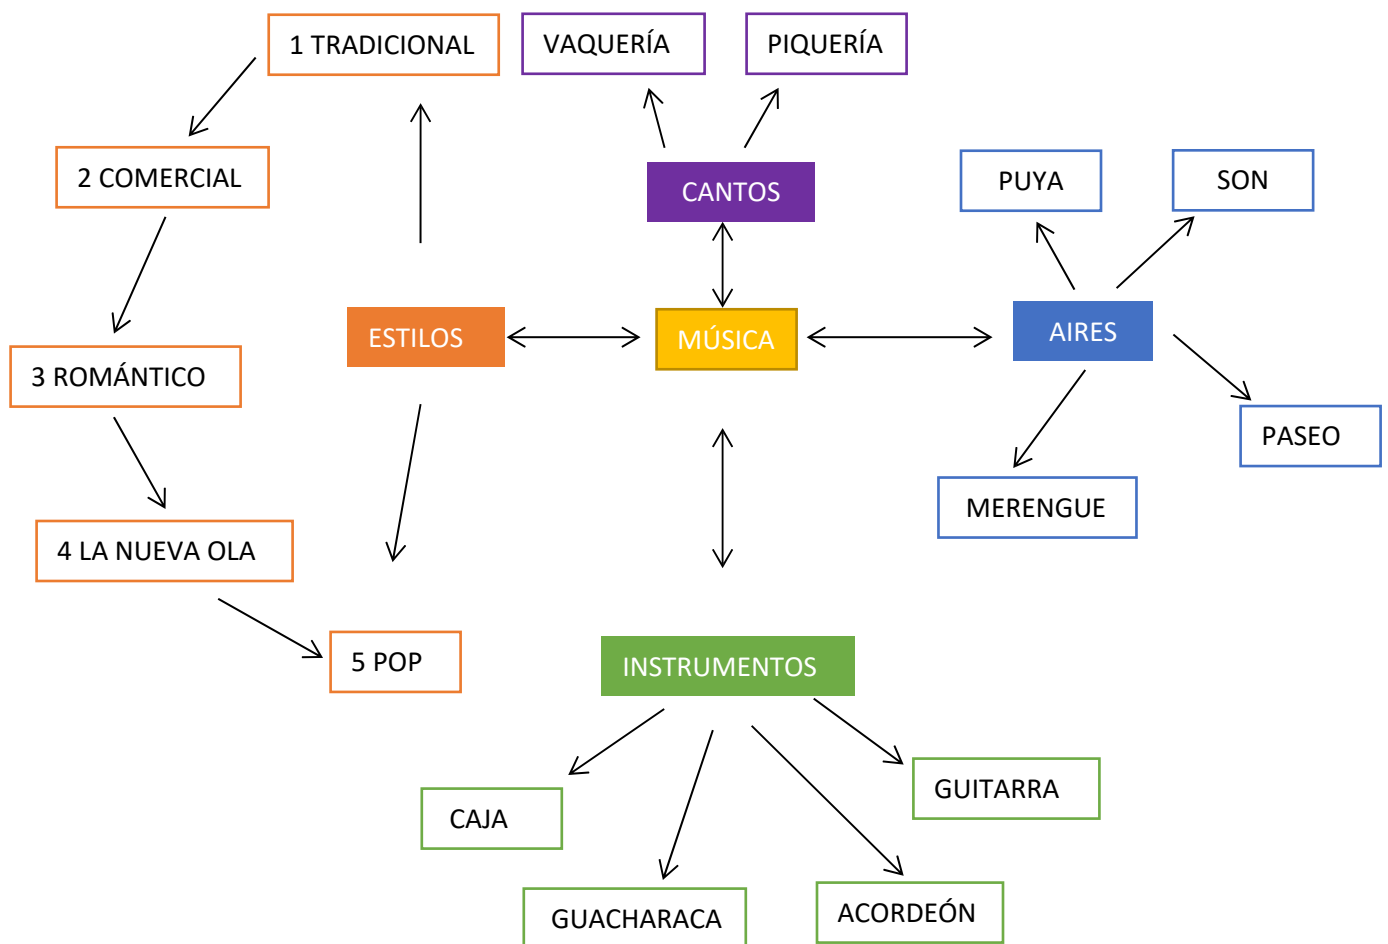 1 TRADICIONAL
VAQUERÍA
PIQUERÍA
2 COMERCIAL
CANTOS
PUYA
SON
ESTILOS
MÚSICA
AIRES
3 ROMÁNTICO
PASEO
MERENGUE
4 LA NUEVA OLA
5 POP
INSTRUMENTOS
GUITARRA
CAJA
GUACHARACA
ACORDEÓN